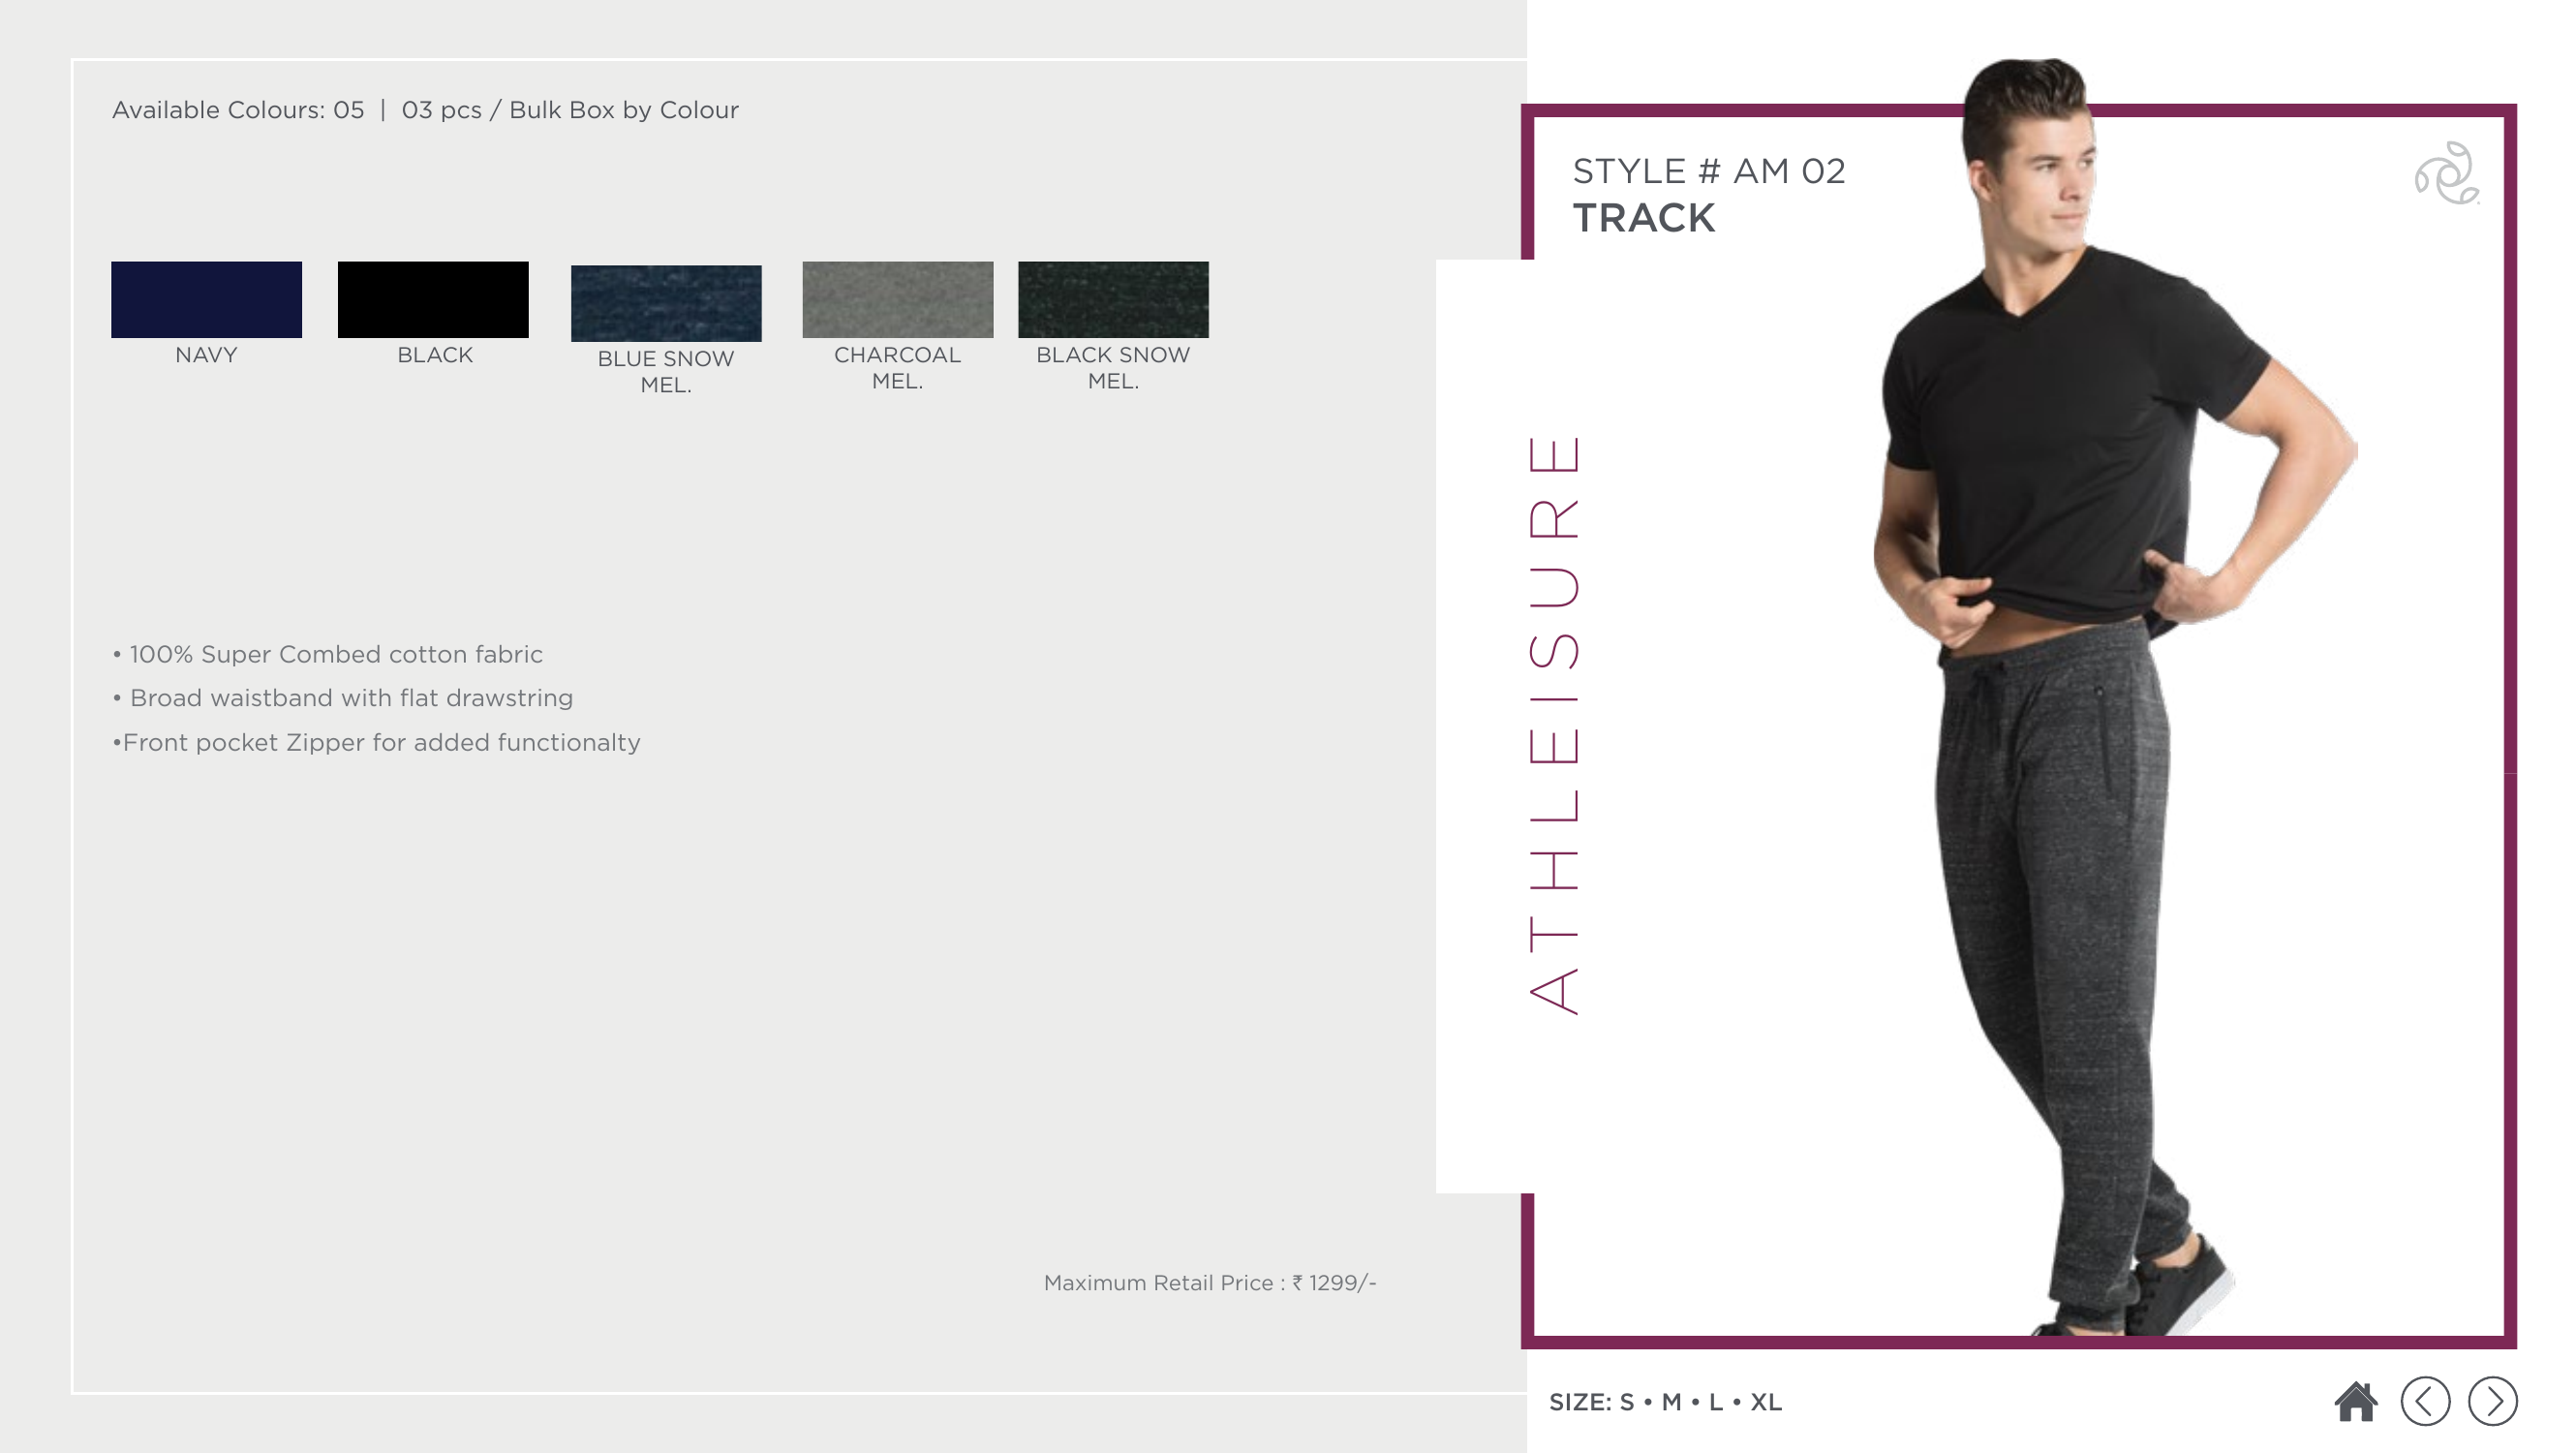 Available Colours: 05 | 03 pcs / Bulk Box by Colour
NAVY
BLACK
BLUE SNOW
MEL.
CHARCOAL
MEL.
BLACK SNOW
MEL.
• 100% Super Combed cotton fabric
• Broad waistband with flat drawstring
•Front pocket Zipper for added functionalty
Maximum Retail Price : ₹ 1299/-
STYLE # AM 02
TRACK
ATHLEISURE
SIZE: S • M • L • XL